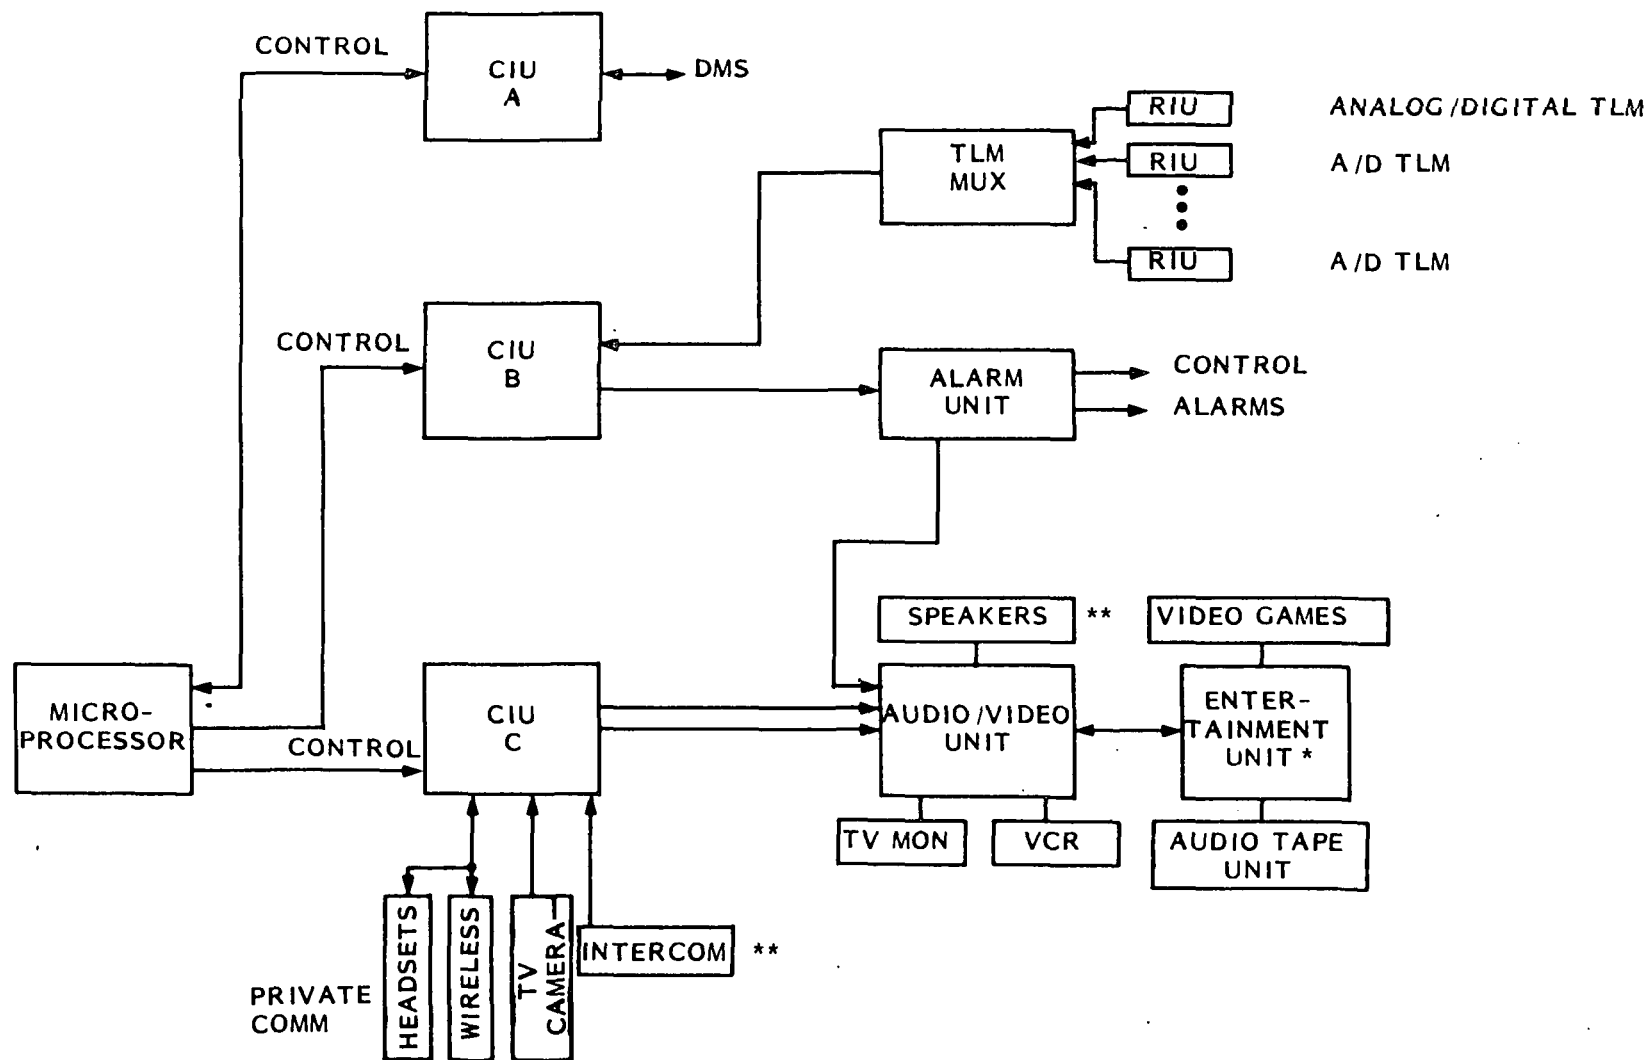 CONTROL
CIU
A
DMS
RIU
ANALOG/DIGITAL TLM
TLM
MUX
RIU
A/D TLM
RIU
A/D TLM
CONTROL
CIU
B
ALARM
UNIT
CONTROL
ALARMS
SPEAKERS **
VIDEO GAMES
MICRO-
PROCESSOR
CONTROL
CIU
C
AUDIO/VIDEO
UNIT
ENTER-
TAINMENT
UNIT *
TV MON
VCR
AUDIO TAPE
UNIT
PRIVATE
COMM
HEADSETS
WIRELESS
TV
CAMERA
INTERCOM **